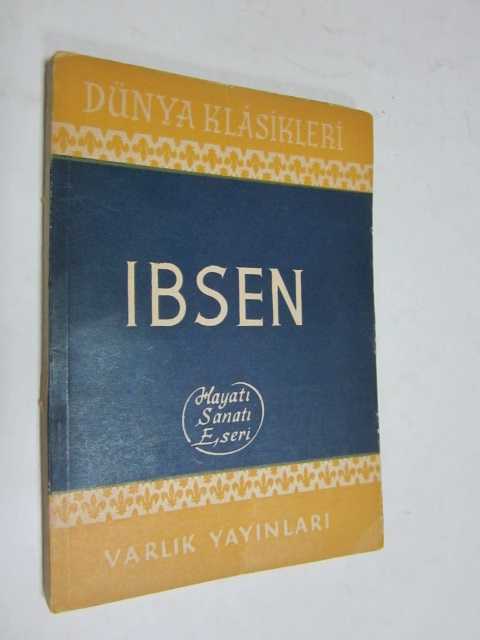 DÜNYA KLÂSİKLERİ
IBSEN
Hayatı
Sanatı
Eseri
VARLIK YAYINLARI